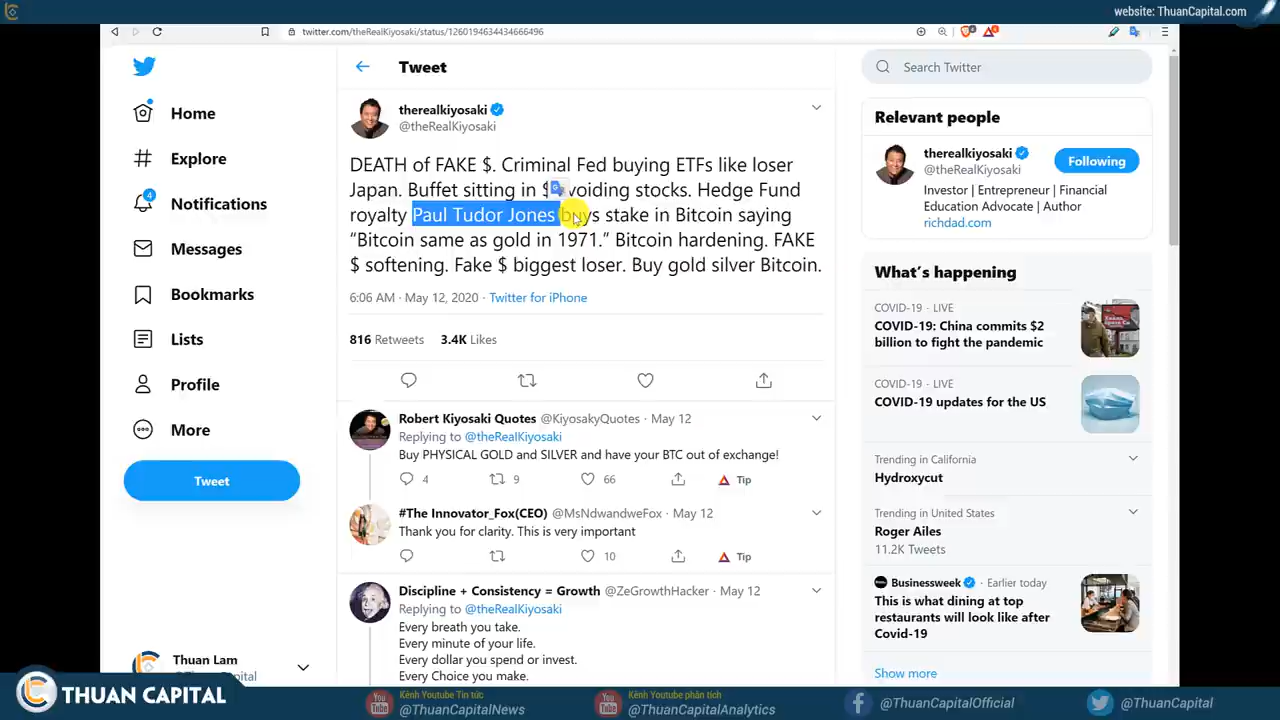 website: ThuanCapital.com
twitter.com/theRealKiyosaki/status/1260194634434666496
Home
Explore
4
Notifications
Messages
Bookmarks
Lists
Profile
More
Tweet
Thuan Lam
Tweet
therealkiyosaki
@theRealKiyosaki
DEATH of FAKE $. Criminal Fed buying ETFs like loser
Japan. Buffet sitting in $ voiding stocks. Hedge Fund
royalty Paul Tudor Jones buys stake in Bitcoin saying
“Bitcoin same as gold in 1971.” Bitcoin hardening. FAKE
$ softening. Fake $ biggest loser. Buy gold silver Bitcoin.
6:06 AM · May 12, 2020 · Twitter for iPhone
816 Retweets 3.4K Likes
Robert Kiyosaki Quotes @KiyosakyQuotes · May 12
Replying to @theRealKiyosaki
Buy PHYSICAL GOLD and SILVER and have your BTC out of exchange!
4 9 66 Tip
#The Innovator_Fox(CEO) @MsNdwandweFox · May 12
Thank you for clarity. This is very important
10 Tip
Discipline + Consistency = Growth @ZeGrowthHacker · May 12
Replying to @theRealKiyosaki
Every breath you take.
Every minute of your life.
Every dollar you spend or invest.
Every Choice you make.
Search Twitter
Relevant people
therealkiyosaki
@theRealKiyosaki
Following
Investor | Entrepreneur | Financial
Education Advocate | Author
richdad.com
What's happening
COVID-19 · LIVE
COVID-19: China commits $2
billion to fight the pandemic
COVID-19 · LIVE
COVID-19 updates for the US
Trending in California
Hydroxycut
Trending in United States
Roger Ailes
11.2K Tweets
Businessweek · Earlier today
This is what dining at top
restaurants will look like after
Covid-19
Show more
THUAN CAPITAL
Kênh Youtube Tin tức
@ThuanCapitalNews
Kênh Youtube phân tích
@ThuanCapitalAnalytics
@ThuanCapitalOfficial
@ThuanCapital